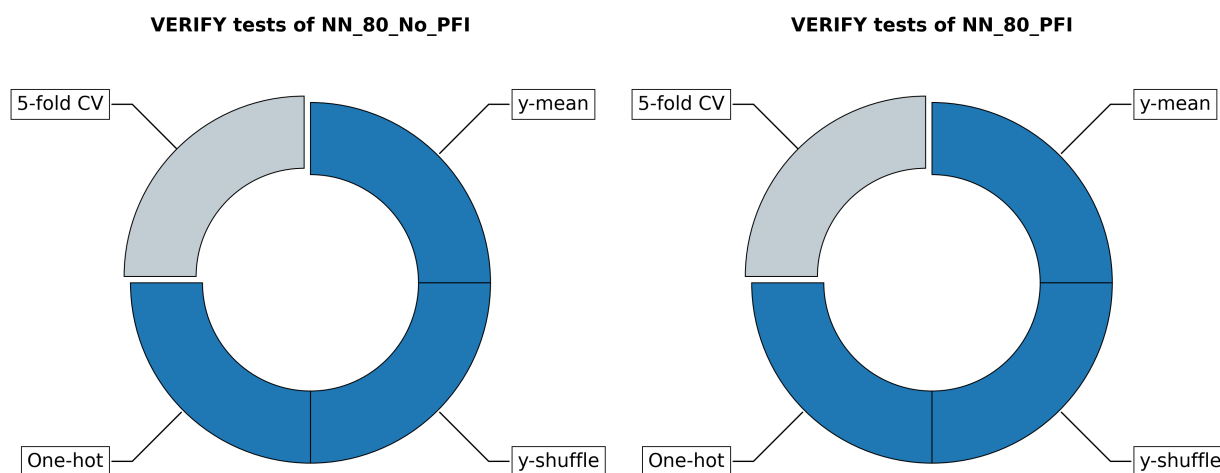 VERIFY tests of NN_80_No_PFI
5-fold CV
y-mean
One-hot
y-shuffle
VERIFY tests of NN_80_PFI
5-fold CV
y-mean
One-hot
y-shuffle